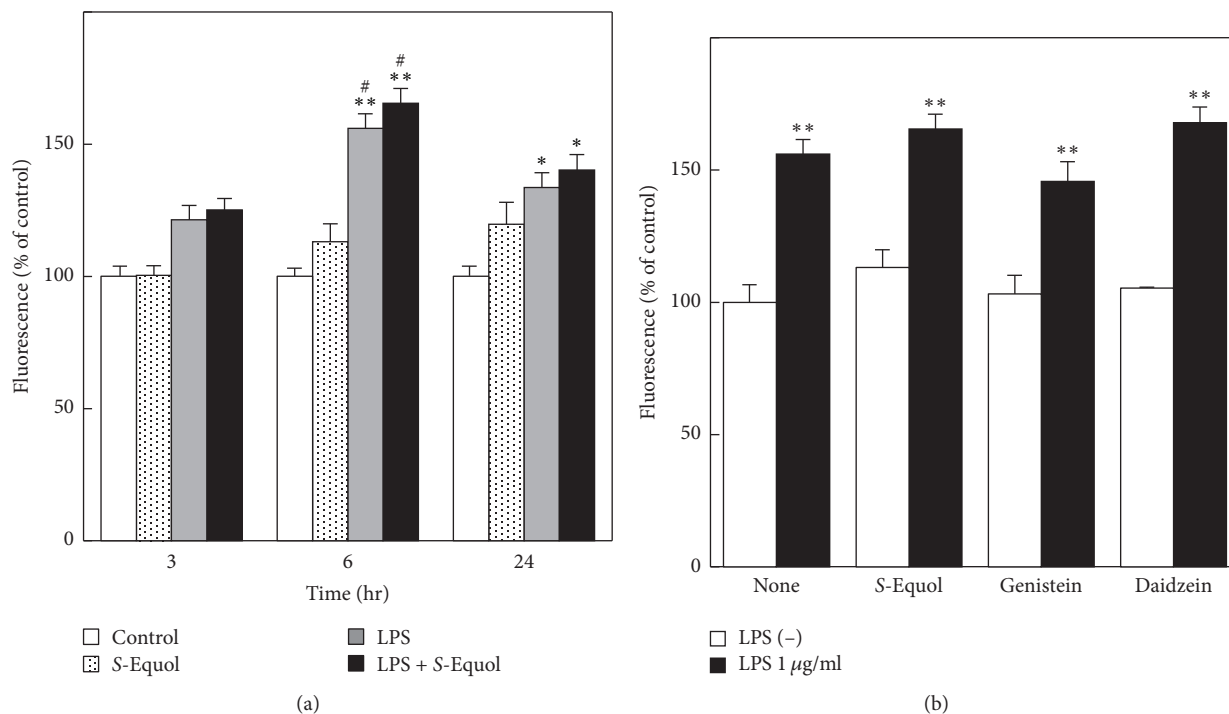 Fluorescence (% of control)
150
100
50
0
#
**
#
**
*
*
3 6 24
Time (hr)
Control
S-Equol
LPS
LPS + S-Equol
(a)
Fluorescence (% of control)
150
100
50
0
**
**
**
**
None S-Equol Genistein Daidzein
LPS (–)
LPS 1 μg/ml
(b)